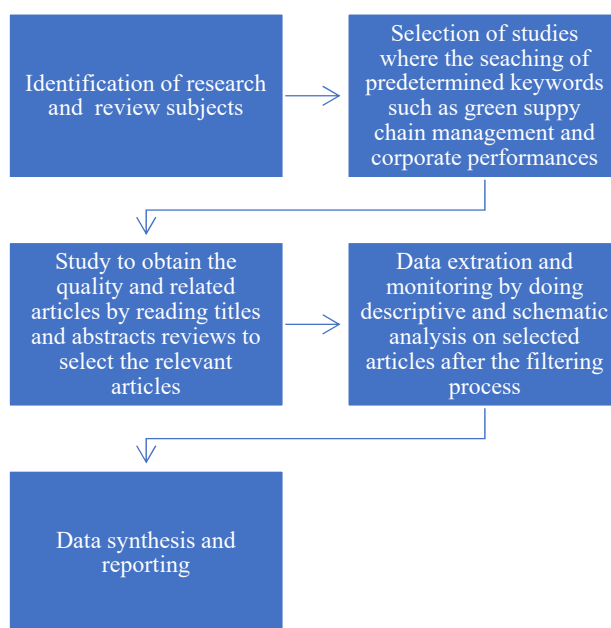 Identification of research
and review subjects
Selection of studies
where the seaching of
predetermined keywords
such as green suppy
chain management and
corporate performances
Study to obtain the
quality and related
articles by reading titles
and abstracts reviews to
select the relevant
articles
Data extration and
monitoring by doing
descriptive and schematic
analysis on selected
articles after the filtering
process
Data synthesis and
reporting